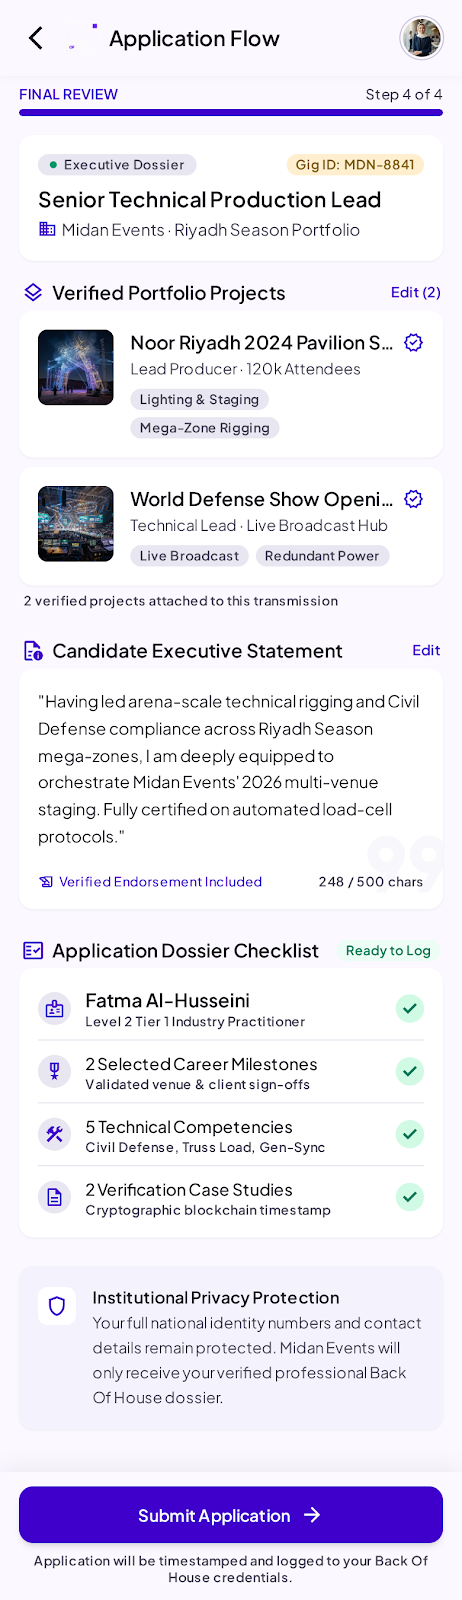 Application Flow
FINAL REVIEW
Step 4 of 4
Executive Dossier
Gig ID: MDN-8841
Senior Technical Production Lead
Midan Events · Riyadh Season Portfolio
Verified Portfolio Projects
Edit (2)
Noor Riyadh 2024 Pavilion S...
Lead Producer · 120k Attendees
Lighting & Staging
Mega-Zone Rigging
World Defense Show Openi...
Technical Lead · Live Broadcast Hub
Live Broadcast
Redundant Power
2 verified projects attached to this transmission
Candidate Executive Statement
Edit
"Having led arena-scale technical rigging and Civil
Defense compliance across Riyadh Season
mega-zones, I am deeply equipped to
orchestrate Midan Events' 2026 multi-venue
staging. Fully certified on automated load-cell
protocols."
Verified Endorsement Included
248 / 500 chars
Application Dossier Checklist
Ready to Log
Fatma Al-Husseini
Level 2 Tier 1 Industry Practitioner
2 Selected Career Milestones
Validated venue & client sign-offs
5 Technical Competencies
Civil Defense, Truss Load, Gen-Sync
2 Verification Case Studies
Cryptographic blockchain timestamp
Institutional Privacy Protection
Your full national identity numbers and contact
details remain protected. Midan Events will
only receive your verified professional Back
Of House dossier.
Submit Application
Application will be timestamped and logged to your Back Of
House credentials.